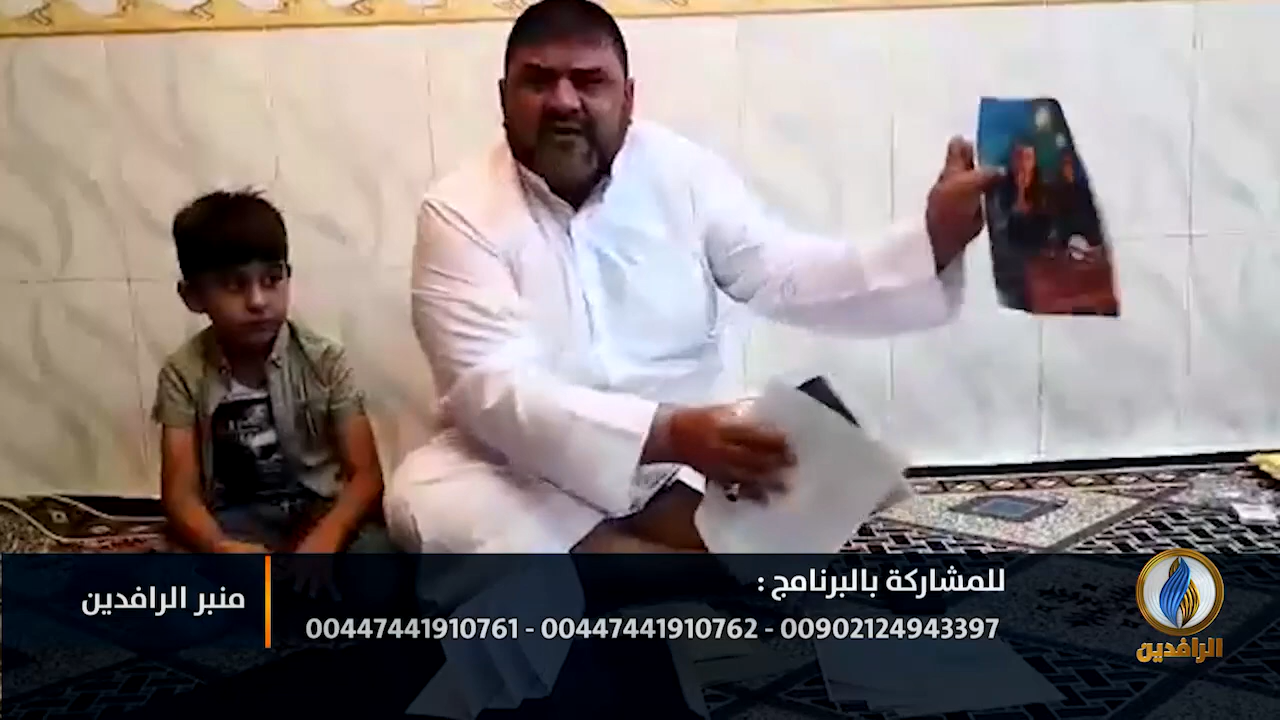 للمشاركة بالبرنامج :
منبر الرافدين
00447441910761 - 00447441910762 - 00902124943397
الرافدين